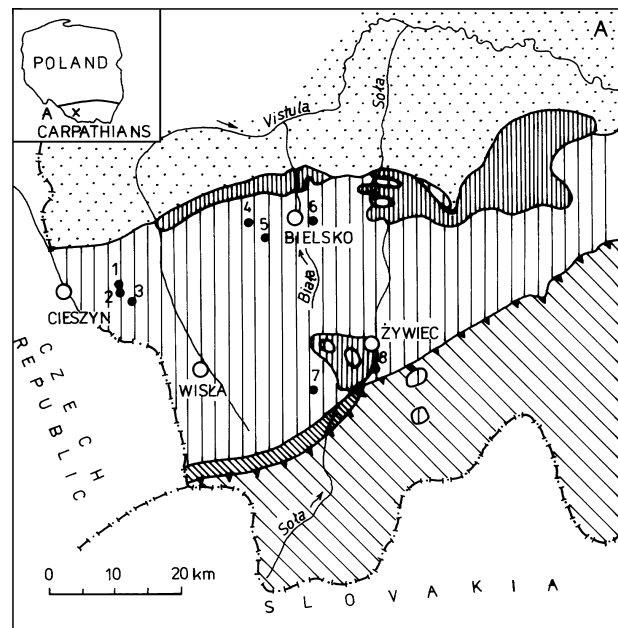 A
POLAND
A x
CARPATHIANS
Vistula
Soła
4
5
6
BIELSKO
Biała
1
2
3
CIESZYN
ŻYWIEC
8
WISŁA
7
CZECH
REPUBLIC
Soła
0 10 20 km
SLOVAKIA